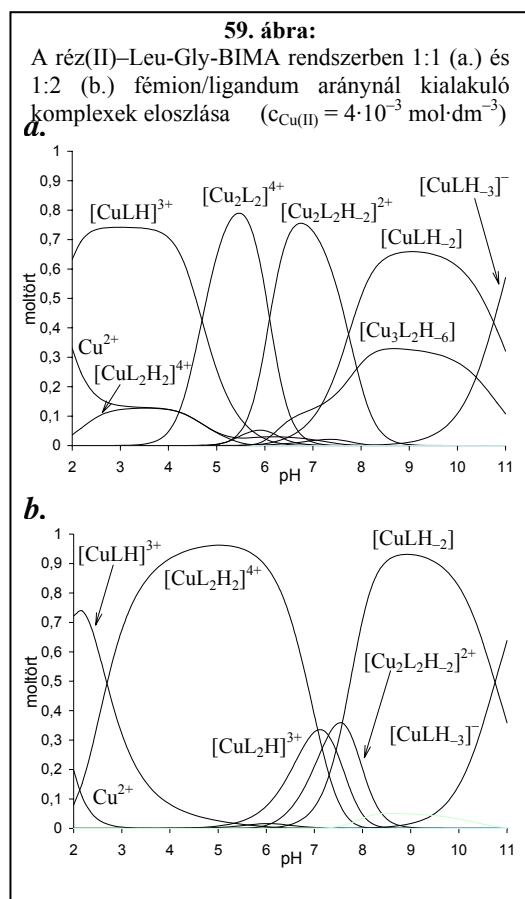 59. ábra:
A réz(II)–Leu-Gly-BIMA rendszerben 1:1 (a.) és
1:2 (b.) fémion/ligandum aránynál kialakuló
komplexek eloszlása (c_Cu(II) = 4·10⁻³ mol·dm⁻³)
a.
moltört
1
0,9
0,8
0,7
0,6
0,5
0,4
0,3
0,2
0,1
0
[CuLH]³⁺
[Cu₂L₂]⁴⁺
[Cu₂L₂H₋₂]²⁺
[CuLH₋₃]⁻
[CuLH₋₂]
Cu²⁺
[CuL₂H₂]⁴⁺
[Cu₃L₂H₋₆]
2 3 4 5 6 7 8 9 10 11
pH
b.
moltört
1
0,9
0,8
0,7
0,6
0,5
0,4
0,3
0,2
0,1
0
[CuLH]³⁺
[CuL₂H₂]⁴⁺
[CuLH₋₂]
[Cu₂L₂H₋₂]²⁺
[CuL₂H]³⁺
[CuLH₋₃]⁻
Cu²⁺
2 3 4 5 6 7 8 9 10 11
pH